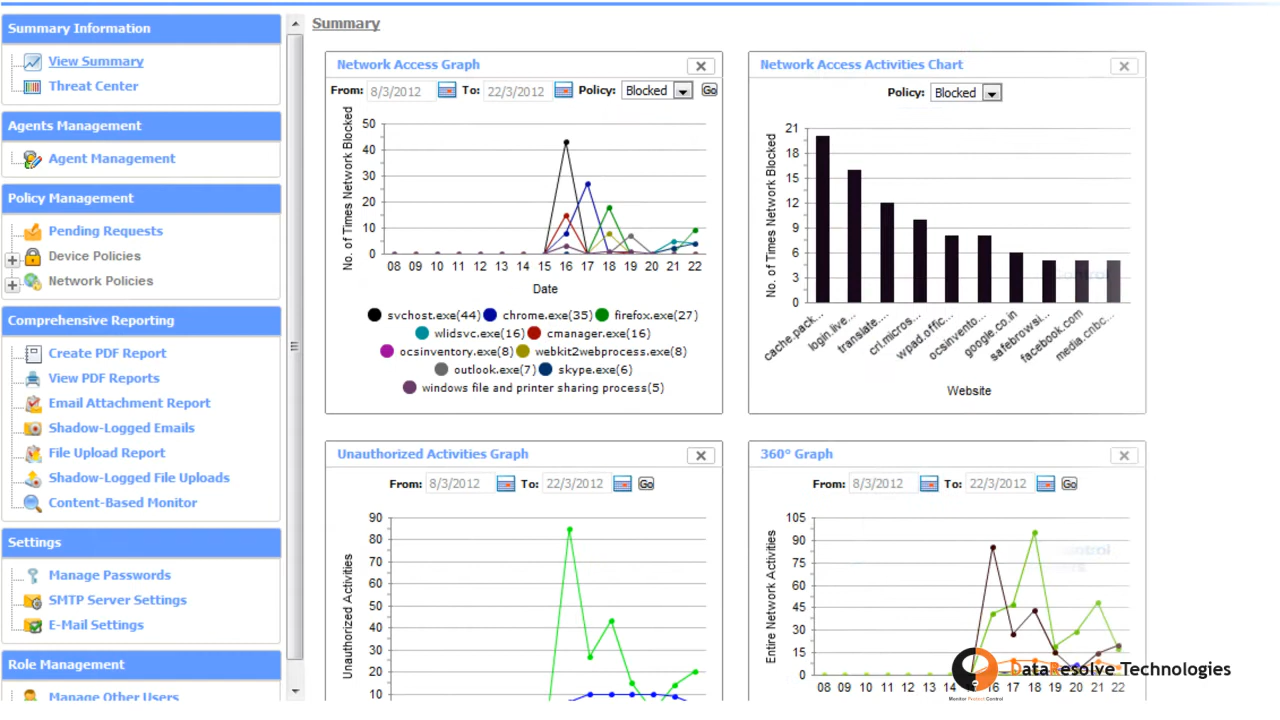 Summary Information
View Summary
Threat Center
Agents Management
Agent Management
Policy Management
Pending Requests
Device Policies
Network Policies
Comprehensive Reporting
Create PDF Report
View PDF Reports
Email Attachment Report
Shadow-Logged Emails
File Upload Report
Shadow-Logged File Uploads
Content-Based Monitor
Settings
Manage Passwords
SMTP Server Settings
E-Mail Settings
Role Management
Manage Other Users
Summary
Network Access Graph
From: 8/3/2012 To: 22/3/2012 Policy: Blocked Go
No. of Times Network Blocked
50
40
30
20
10
0
08 09 10 11 12 13 14 15 16 17 18 19 20 21 22
Date
svchost.exe(44) chrome.exe(35) firefox.exe(27)
wlidsvc.exe(16) cmanager.exe(16)
ocsinventory.exe(8) webkit2webprocess.exe(8)
outlook.exe(7) skype.exe(6)
windows file and printer sharing process(5)
Network Access Activities Chart
Policy: Blocked
No. of Times Network Blocked
21
18
15
12
9
6
3
0
cache.pack... login.live... translate.... crl.micros... wpad.offic... ocsinvento... google.co.in safebrowsi... facebook.com media.cnbc...
Website
Unauthorized Activities Graph
From: 8/3/2012 To: 22/3/2012 Go
Unauthorized Activities
90
80
70
60
50
40
30
20
10
360° Graph
From: 8/3/2012 To: 22/3/2012 Go
Entire Network Activities
105
90
75
60
45
30
15
0
08 09 10 11 12 13 14 15 16 17 18 19 20 21 22
DataResolve Technologies